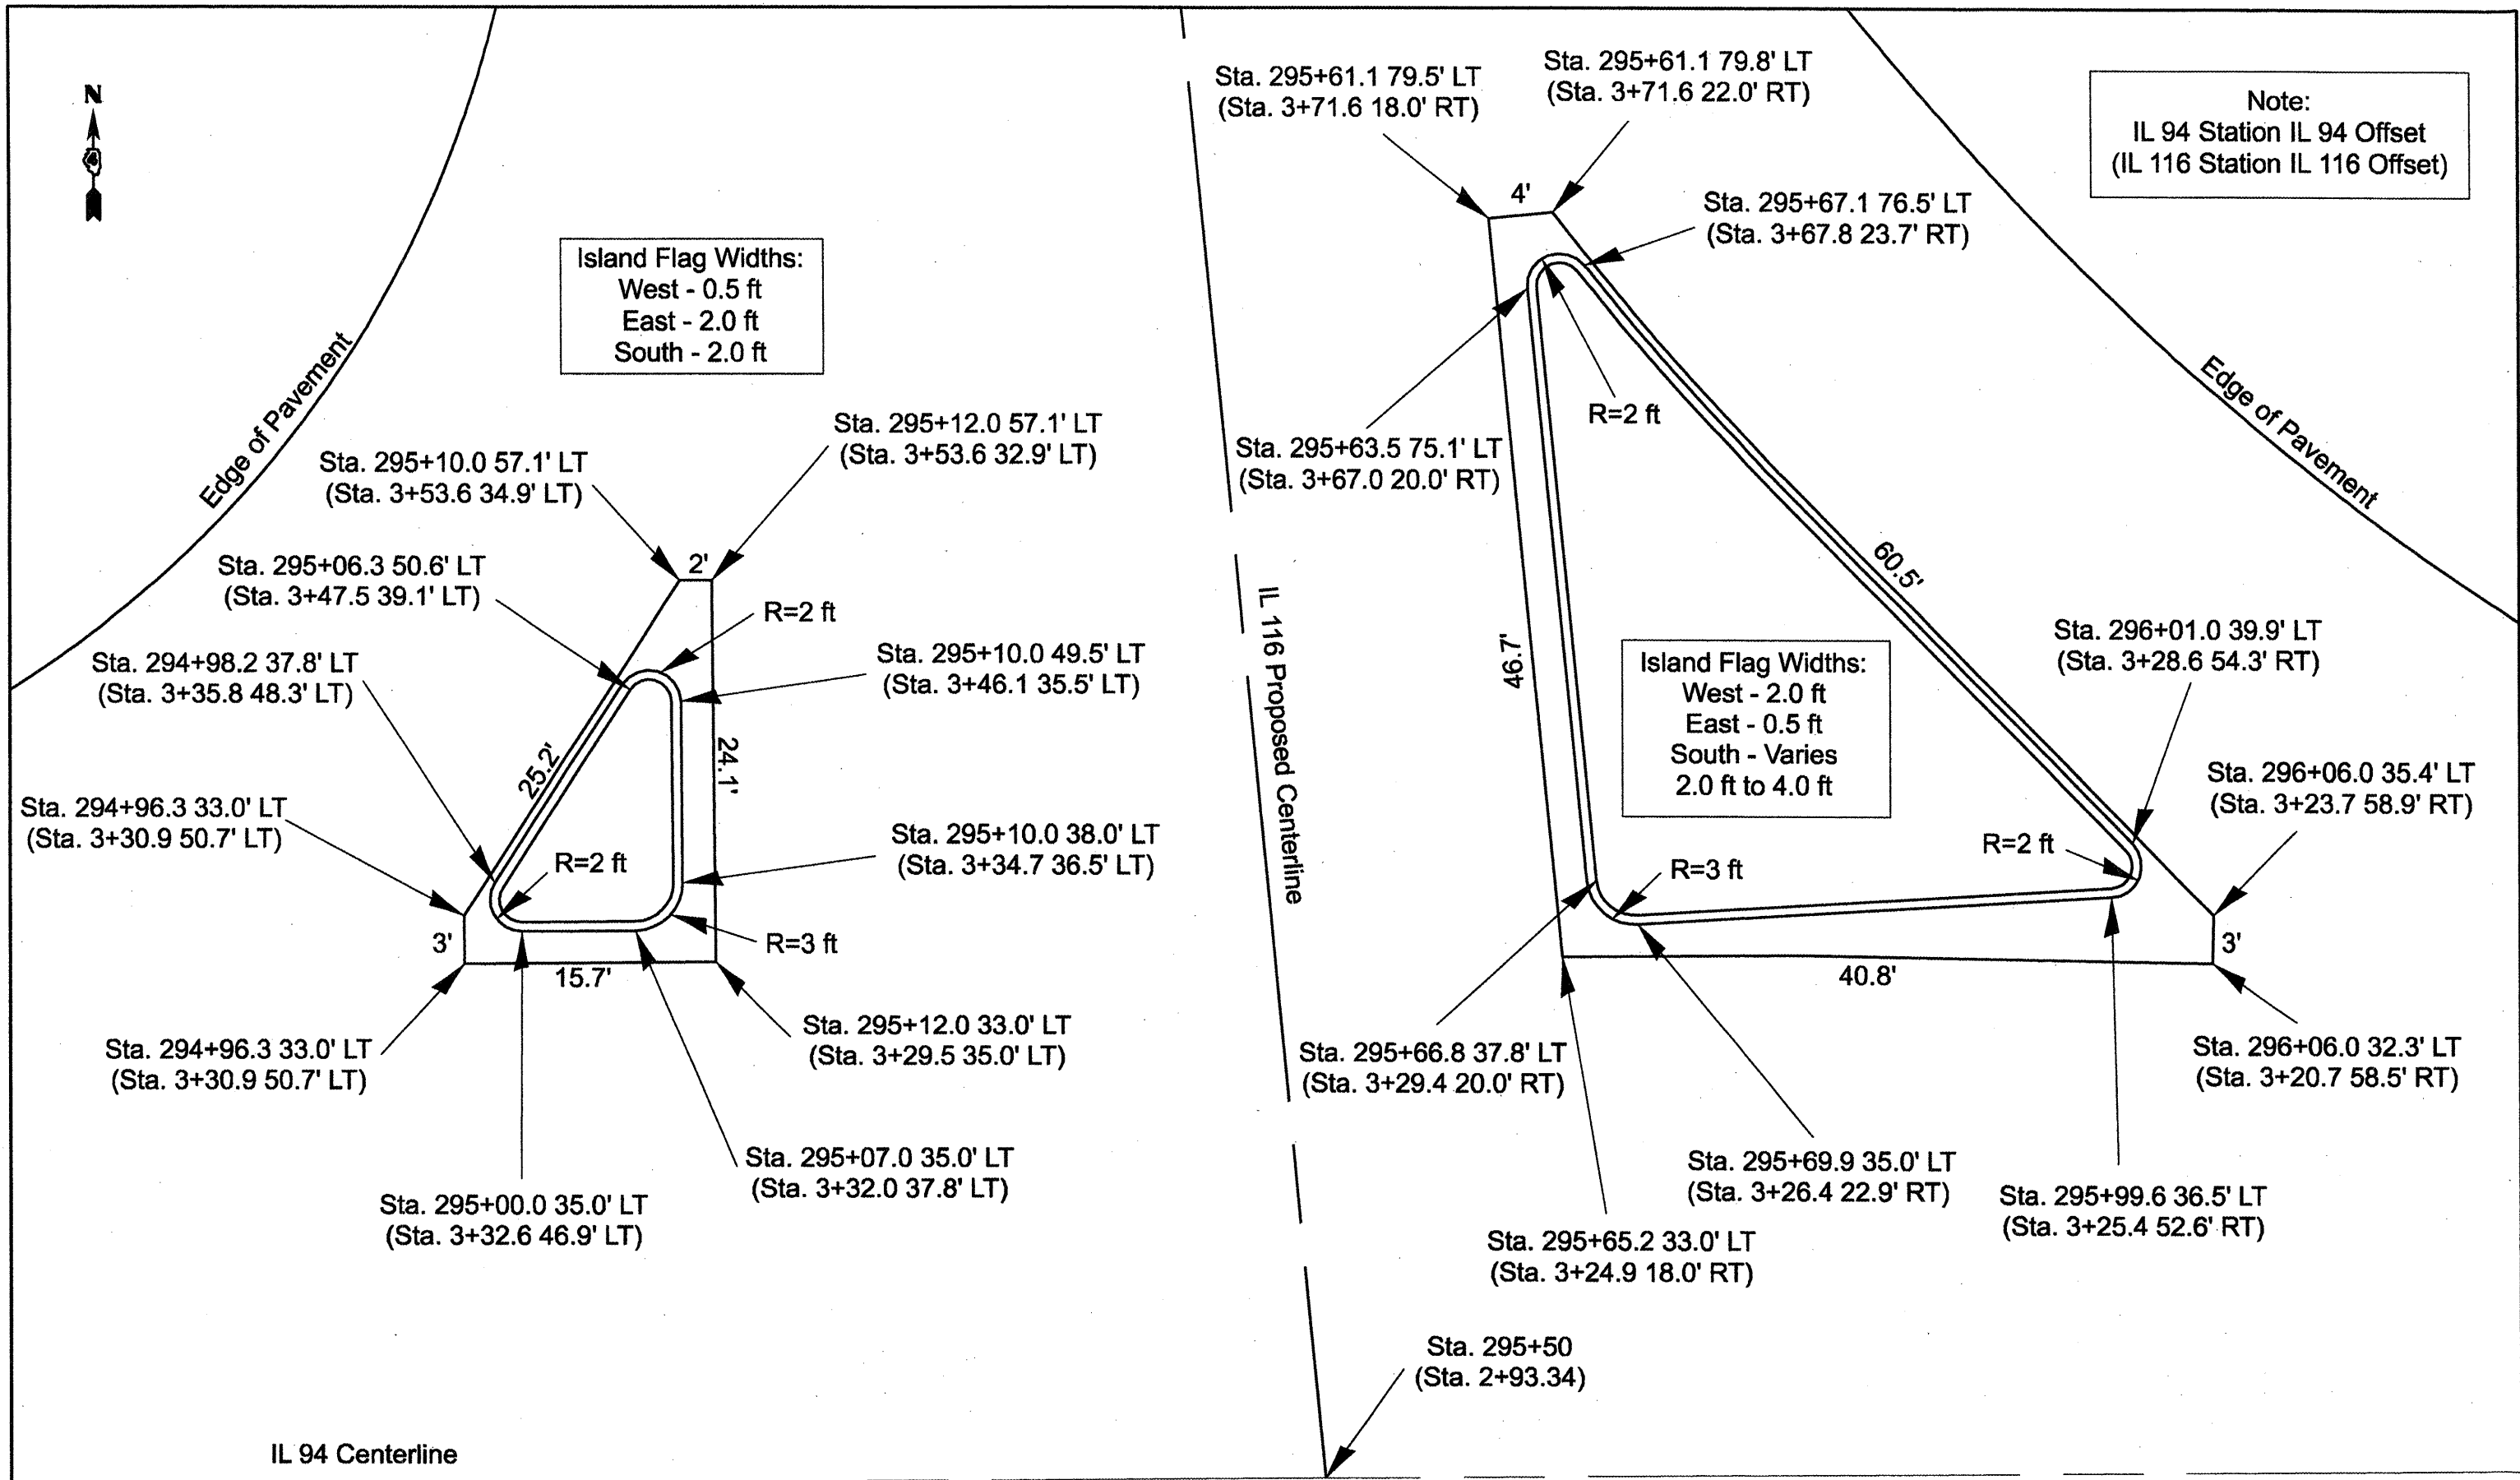 Sta. 295+61.1 79.5' LT
(Sta. 3+71.6 18.0' RT)
Sta. 295+61.1 79.8' LT
(Sta. 3+71.6 22.0' RT)
Note:
IL 94 Station IL 94 Offset
(IL 116 Station IL 116 Offset)
N
4
4'
Sta. 295+67.1 76.5' LT
(Sta. 3+67.8 23.7' RT)
Island Flag Widths:
West - 0.5 ft
East - 2.0 ft
South - 2.0 ft
Edge of Pavement
Edge of Pavement
R=2 ft
Sta. 295+12.0 57.1' LT
(Sta. 3+53.6 32.9' LT)
Sta. 295+10.0 57.1' LT
(Sta. 3+53.6 34.9' LT)
Sta. 295+63.5 75.1' LT
(Sta. 3+67.0 20.0' RT)
2'
Sta. 295+06.3 50.6' LT
(Sta. 3+47.5 39.1' LT)
R=2 ft
60.5'
IL 116 Proposed Centerline
Sta. 294+98.2 37.8' LT
(Sta. 3+35.8 48.3' LT)
Sta. 295+10.0 49.5' LT
(Sta. 3+46.1 35.5' LT)
46.7'
Island Flag Widths:
West - 2.0 ft
East - 0.5 ft
South - Varies
2.0 ft to 4.0 ft
Sta. 296+01.0 39.9' LT
(Sta. 3+28.6 54.3' RT)
25.2'
24.1'
Sta. 294+96.3 33.0' LT
(Sta. 3+30.9 50.7' LT)
R=2 ft
Sta. 295+10.0 38.0' LT
(Sta. 3+34.7 36.5' LT)
Sta. 296+06.0 35.4' LT
(Sta. 3+23.7 58.9' RT)
R=2 ft
R=3 ft
3'
R=3 ft
15.7'
3'
40.8'
Sta. 294+96.3 33.0' LT
(Sta. 3+30.9 50.7' LT)
Sta. 295+12.0 33.0' LT
(Sta. 3+29.5 35.0' LT)
Sta. 295+66.8 37.8' LT
(Sta. 3+29.4 20.0' RT)
Sta. 296+06.0 32.3' LT
(Sta. 3+20.7 58.5' RT)
Sta. 295+07.0 35.0' LT
(Sta. 3+32.0 37.8' LT)
Sta. 295+69.9 35.0' LT
(Sta. 3+26.4 22.9' RT)
Sta. 295+00.0 35.0' LT
(Sta. 3+32.6 46.9' LT)
Sta. 295+99.6 36.5' LT
(Sta. 3+25.4 52.6' RT)
Sta. 295+65.2 33.0' LT
(Sta. 3+24.9 18.0' RT)
Sta. 295+50
(Sta. 2+93.34)
IL 94 Centerline